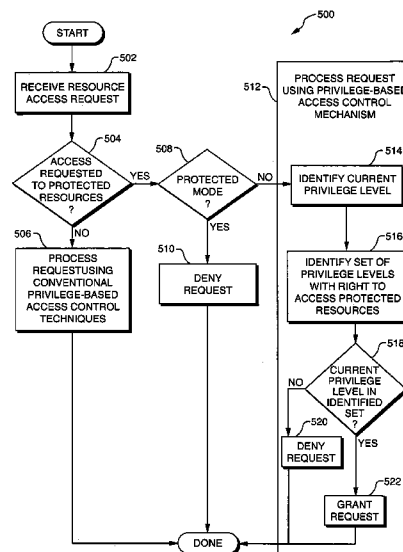 500
START
502
RECEIVE RESOURCE
ACCESS REQUEST
504
ACCESS
REQUESTED
TO PROTECTED
RESOURCES
?
YES
NO
506
PROCESS
REQUESTUSING
CONVENTIONAL
PRIVILEGE-BASED
ACCESS CONTROL
TECHNIQUES
508
PROTECTED
MODE
?
NO
YES
510
DENY
REQUEST
512
PROCESS REQUEST
USING PRIVILEGE-BASED
ACCESS CONTROL
MECHANISM
514
IDENTIFY CURRENT
PRIVILEGE LEVEL
516
IDENTIFY SET OF
PRIVILEGE LEVELS
WITH RIGHT TO
ACCESS PROTECTED
RESOURCES
518
CURRENT
PRIVILEGE
LEVEL IN
IDENTIFIED
SET
?
NO
YES
520
DENY
REQUEST
522
GRANT
REQUEST
DONE